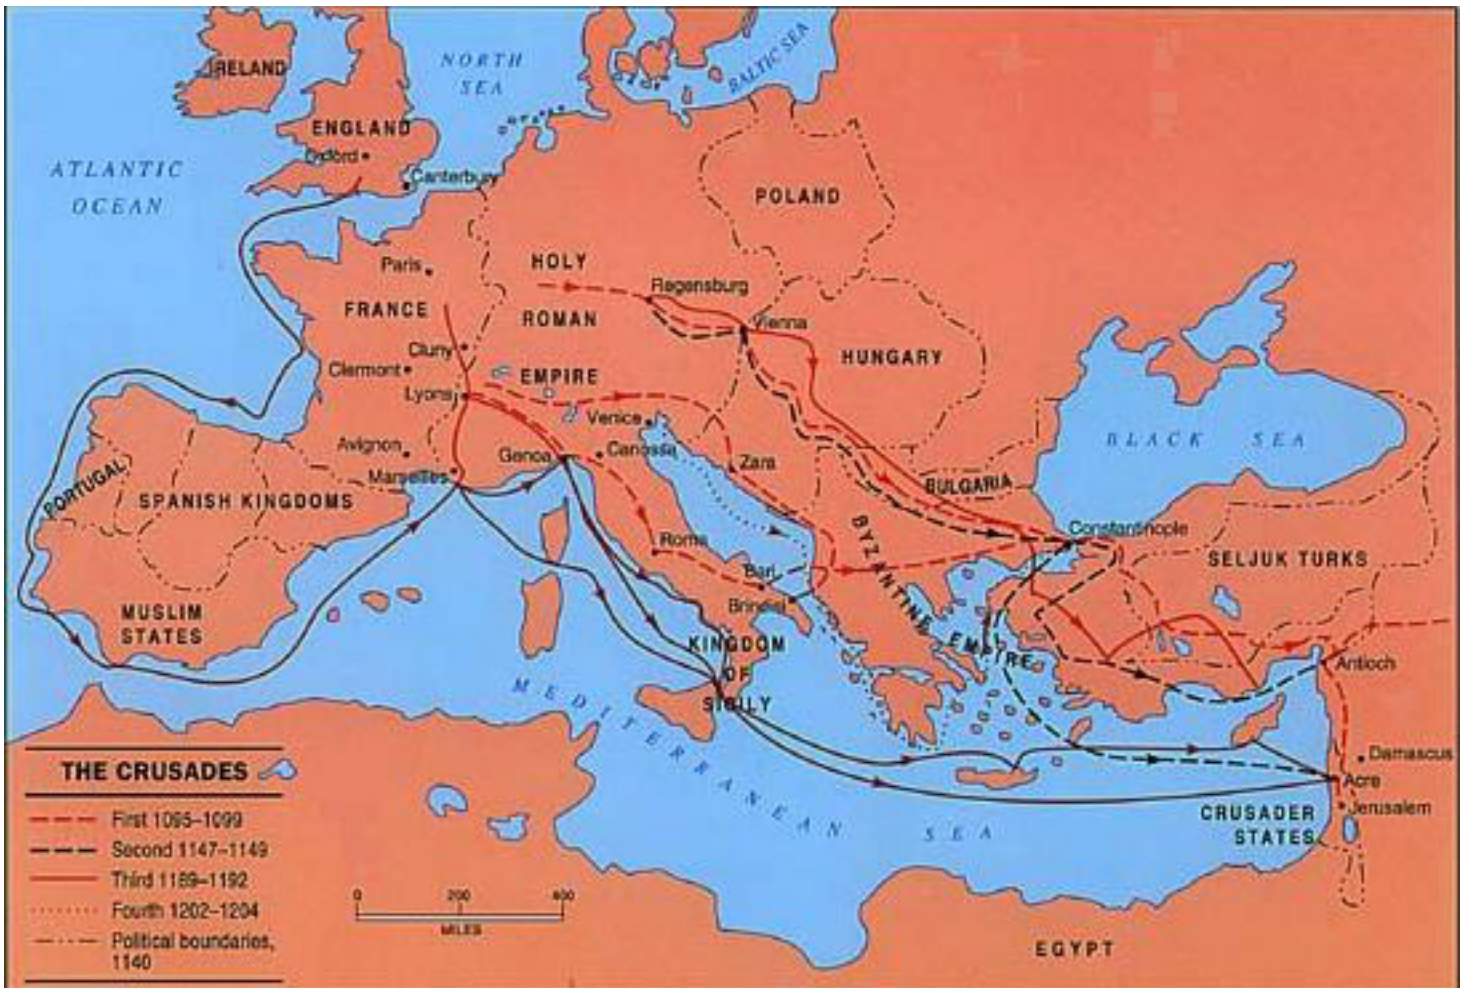 IRELAND
NORTH
SEA
BALTIC SEA
ENGLAND
Oxford
Canterbury
ATLANTIC
OCEAN
POLAND
Paris
HOLY
Regensburg
FRANCE
ROMAN
Vienna
Cluny
HUNGARY
Clermont
EMPIRE
Lyons
Venice
BLACK SEA
Avignon
Genoa
Canossa
Zara
Marseilles
PORTUGAL
SPANISH KINGDOMS
BULGARIA
Constantinople
Rome
SELJUK TURKS
Bari
BYZANTINE EMPIRE
Brindisi
MUSLIM
STATES
KINGDOM
OF
SICILY
Antioch
MEDITERRANEAN SEA
Damascus
Acre
Jerusalem
CRUSADER
STATES
EGYPT
THE CRUSADES
First 1095–1099
Second 1147–1149
Third 1189–1192
Fourth 1202–1204
Political boundaries,
1140
0 200 400
MILES